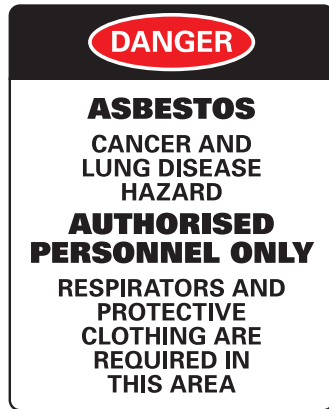 DANGER
ASBESTOS
CANCER AND
LUNG DISEASE
HAZARD
AUTHORISED
PERSONNEL ONLY
RESPIRATORS AND
PROTECTIVE
CLOTHING ARE
REQUIRED IN
THIS AREA